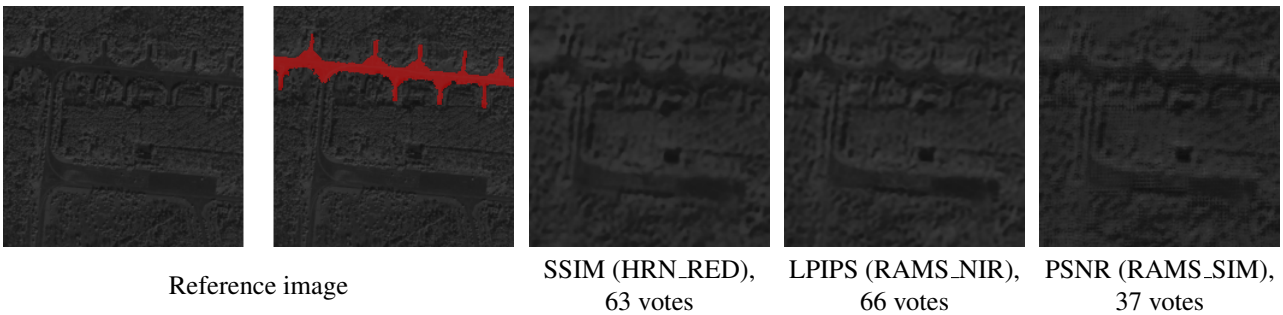 Reference image
SSIM (HRN_RED),
63 votes
LPIPS (RAMS_NIR),
66 votes
PSNR (RAMS_SIM),
37 votes